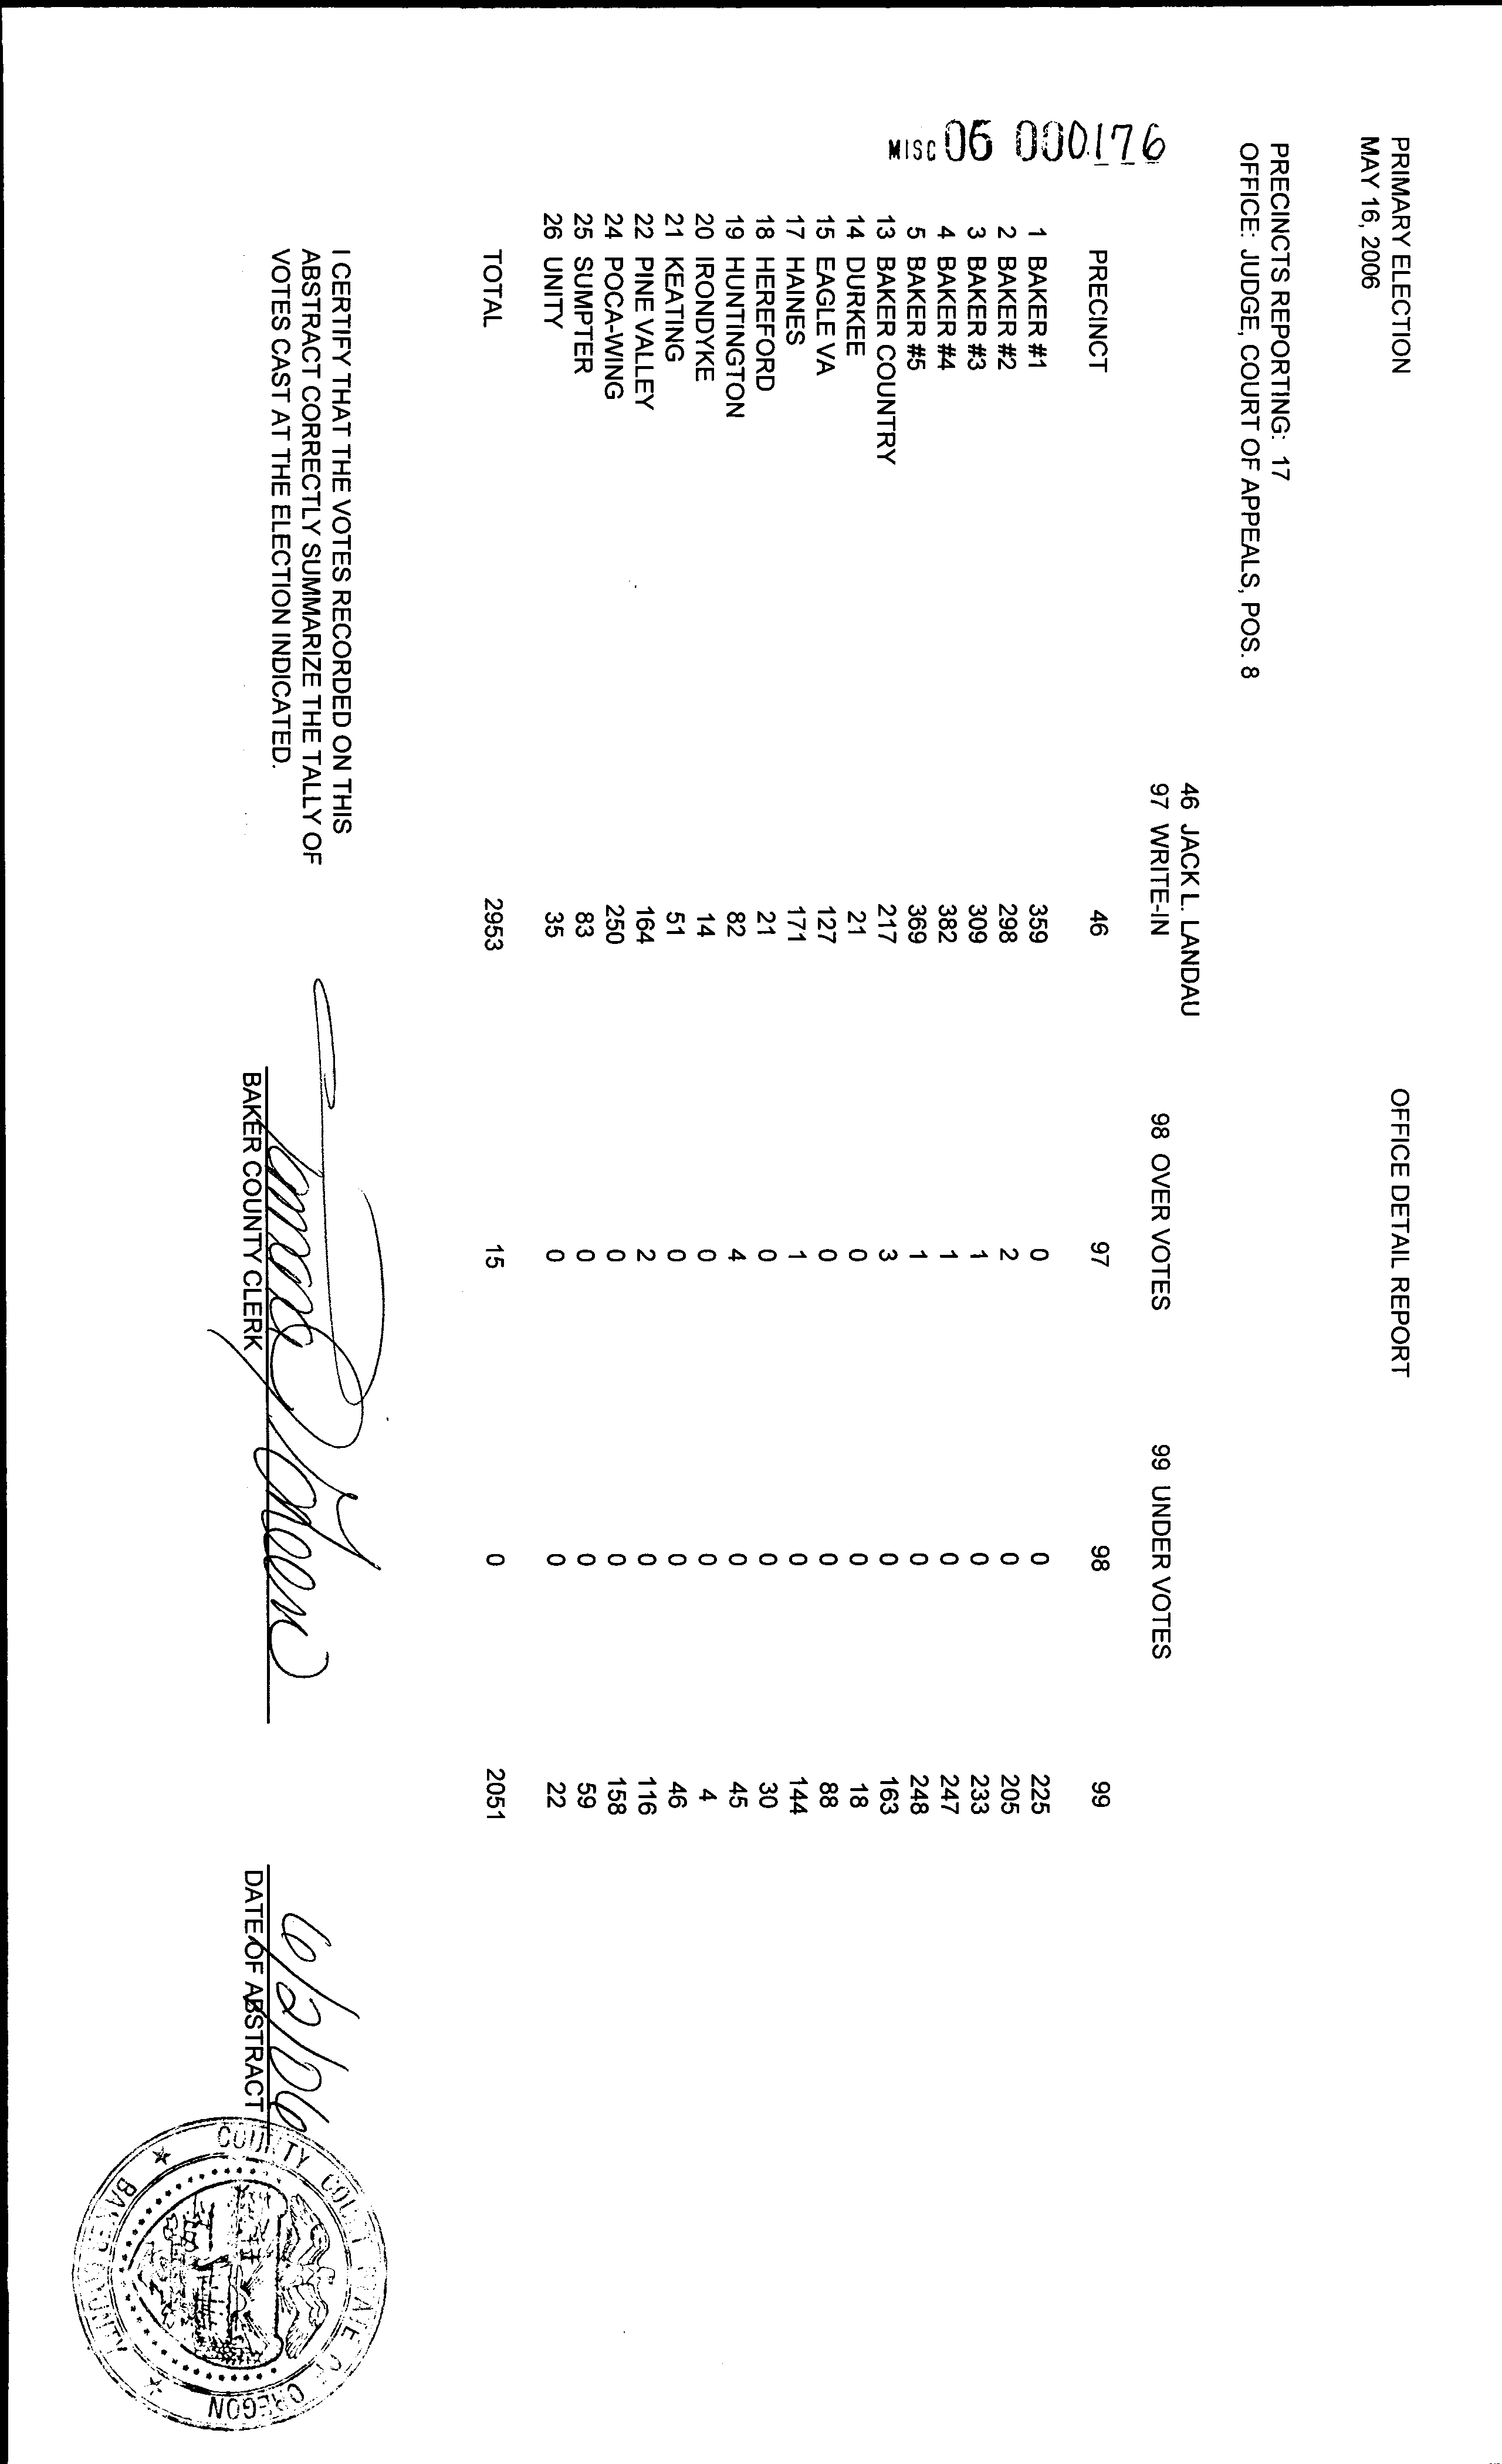 PRIMARY ELECTION OFFICE DETAIL REPORT
MAY 16, 2006
PRECINCTS REPORTING: 17
OFFICE: JUDGE, COURT OF APPEALS, POS. 8
46 JACK L. LANDAU 98 OVER VOTES 99 UNDER VOTES
97 WRITE-IN
MISC 06 000176
PRECINCT 46 97 98 99
1 BAKER #1 359 0 0 225
2 BAKER #2 298 2 0 205
3 BAKER #3 309 1 0 233
4 BAKER #4 382 1 0 247
5 BAKER #5 369 1 0 248
13 BAKER COUNTRY 217 3 0 163
14 DURKEE 21 0 0 18
15 EAGLE VA 127 0 0 88
17 HAINES 171 1 0 144
18 HEREFORD 21 0 0 30
19 HUNTINGTON 82 4 0 45
20 IRONDYKE 14 0 0 4
21 KEATING 51 0 0 46
22 PINE VALLEY 164 2 0 116
24 POCA-WING 250 0 0 158
25 SUMPTER 83 0 0 59
26 UNITY 35 0 0 22
TOTAL 2953 15 0 2051
I CERTIFY THAT THE VOTES RECORDED ON THIS
ABSTRACT CORRECTLY SUMMARIZE THE TALLY OF
VOTES CAST AT THE ELECTION INDICATED.
6/2/06
BAKER COUNTY CLERK DATE OF ABSTRACT
COUNTY COURT STATE OF OREGON
BAKER COUNTY